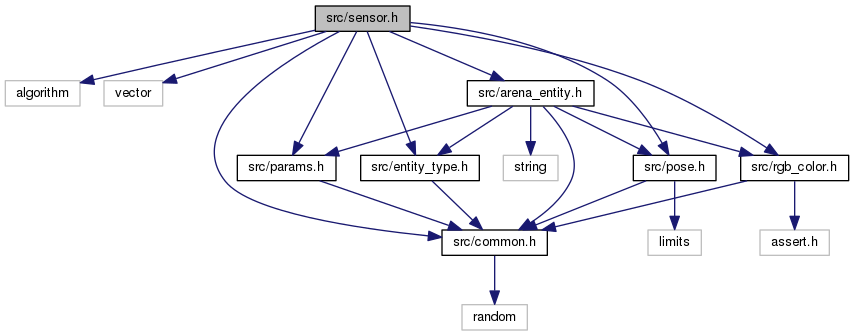 src/sensor.h
algorithm
vector
src/arena_entity.h
src/params.h
src/entity_type.h
string
src/pose.h
src/rgb_color.h
src/common.h
limits
assert.h
random